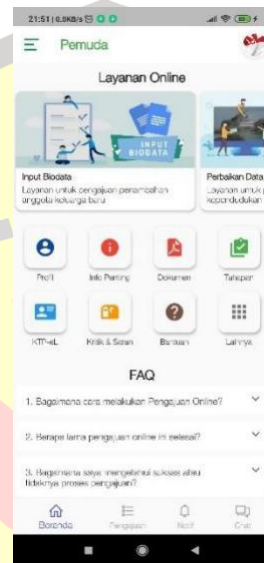 21:51 | 0,0KB/s
Pemuda
Layanan Online
INPUT
BIODATA
Input Biodata
Layanan untuk pengajuan penambahan
anggota keluarga baru
Perbaikan Data
Layanan untuk p
kependudukan
Profil
Info Penting
Dokumen
Tahapan
KTP-eL
Kritik & Saran
Bantuan
Lainnya
FAQ
1. Bagaimana cara melakukan Pengajuan Online?
2. Berapa lama pengajuan online ini selesai?
3. Bagaimana saya mengetahui sukses atau
tidaknya proses pengajuan?
Beranda
Pengajuan
Notif
Chat